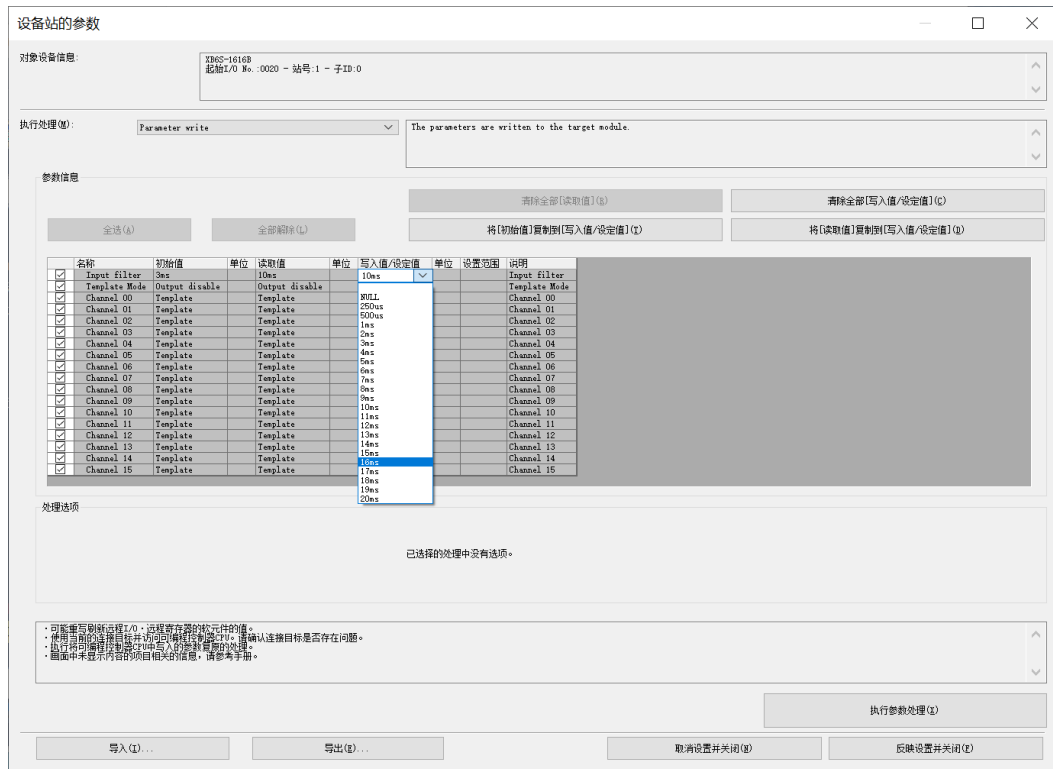 设备站的参数
对象设备信息:
XB6S-1616B
起始I/O No.:0020 - 站号:1 - 子ID:0
执行处理(M):
Parameter write
The parameters are written to the target module.
参数信息
清除全部[读取值](R)
清除全部[写入值/设定值](C)
全选(A)
全部解除(L)
将[初始值]复制到[写入值/设定值](I)
将[读取值]复制到[写入值/设定值](D)
名称 初始值 单位 读取值 单位 写入值/设定值 单位 设置范围 说明
Input filter 3ms 10ms 10ms Input filter
Template Mode Output disable Output disable Template Mode
Channel 00 Template Template Channel 00
Channel 01 Template Template Channel 01
Channel 02 Template Template Channel 02
Channel 03 Template Template Channel 03
Channel 04 Template Template Channel 04
Channel 05 Template Template Channel 05
Channel 06 Template Template Channel 06
Channel 07 Template Template Channel 07
Channel 08 Template Template Channel 08
Channel 09 Template Template Channel 09
Channel 10 Template Template Channel 10
Channel 11 Template Template Channel 11
Channel 12 Template Template Channel 12
Channel 13 Template Template Channel 13
Channel 14 Template Template Channel 14
Channel 15 Template Template Channel 15
NULL
250us
500us
1ms
2ms
3ms
4ms
5ms
6ms
7ms
8ms
9ms
10ms
11ms
12ms
13ms
14ms
15ms
16ms
17ms
18ms
19ms
20ms
处理选项
已选择的处理中没有选项。
·可能重写刷新远程I/O·远程寄存器的软元件的值。
·使用当前的连接目标并访问可编程控制器CPU。请确认连接目标是否存在问题。
·执行将可编程控制器CPU中写入的参数复原的处理。
·画面中未显示内容的项目相关的信息，请参考手册。
执行参数处理(X)
导入(I)...
导出(E)...
取消设置并关闭(N)
反映设置并关闭(F)